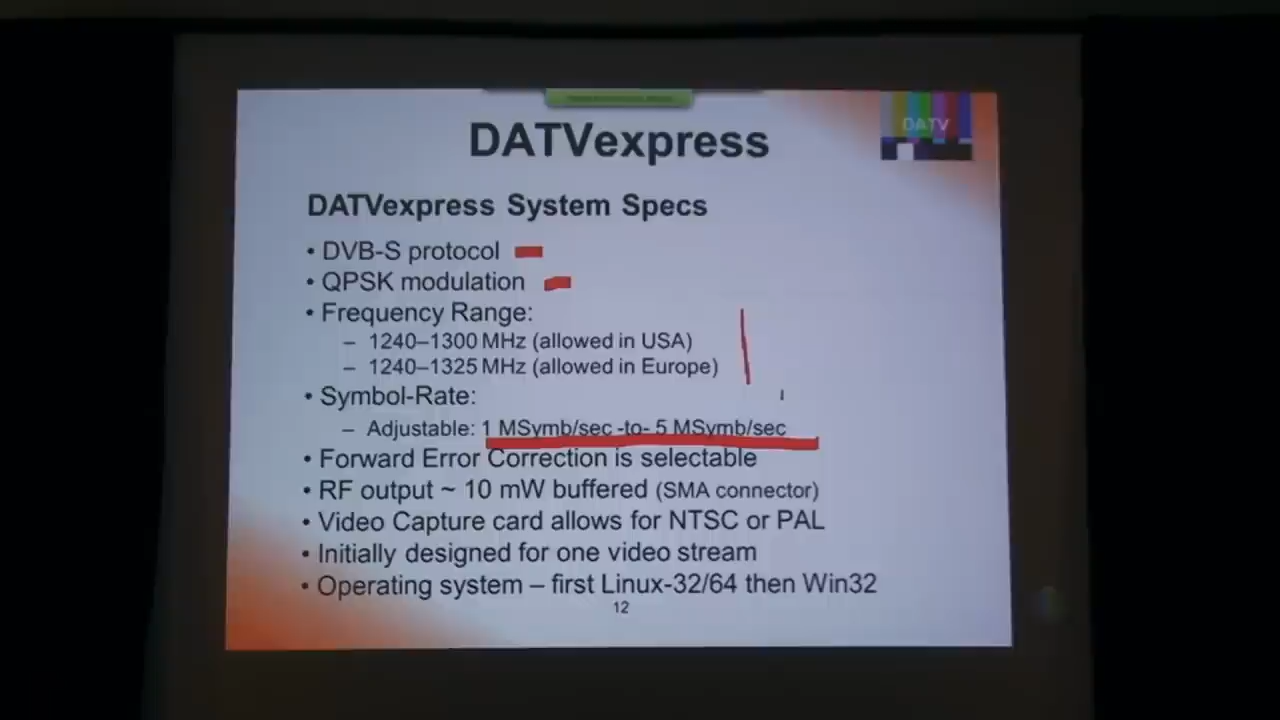 DATVexpress
DATV
DATVexpress System Specs
• DVB-S protocol
• QPSK modulation
• Frequency Range:
– 1240–1300 MHz (allowed in USA)
– 1240–1325 MHz (allowed in Europe)
• Symbol-Rate:
– Adjustable: 1 MSymb/sec -to- 5 MSymb/sec
• Forward Error Correction is selectable
• RF output ~ 10 mW buffered (SMA connector)
• Video Capture card allows for NTSC or PAL
• Initially designed for one video stream
• Operating system – first Linux-32/64 then Win32
12